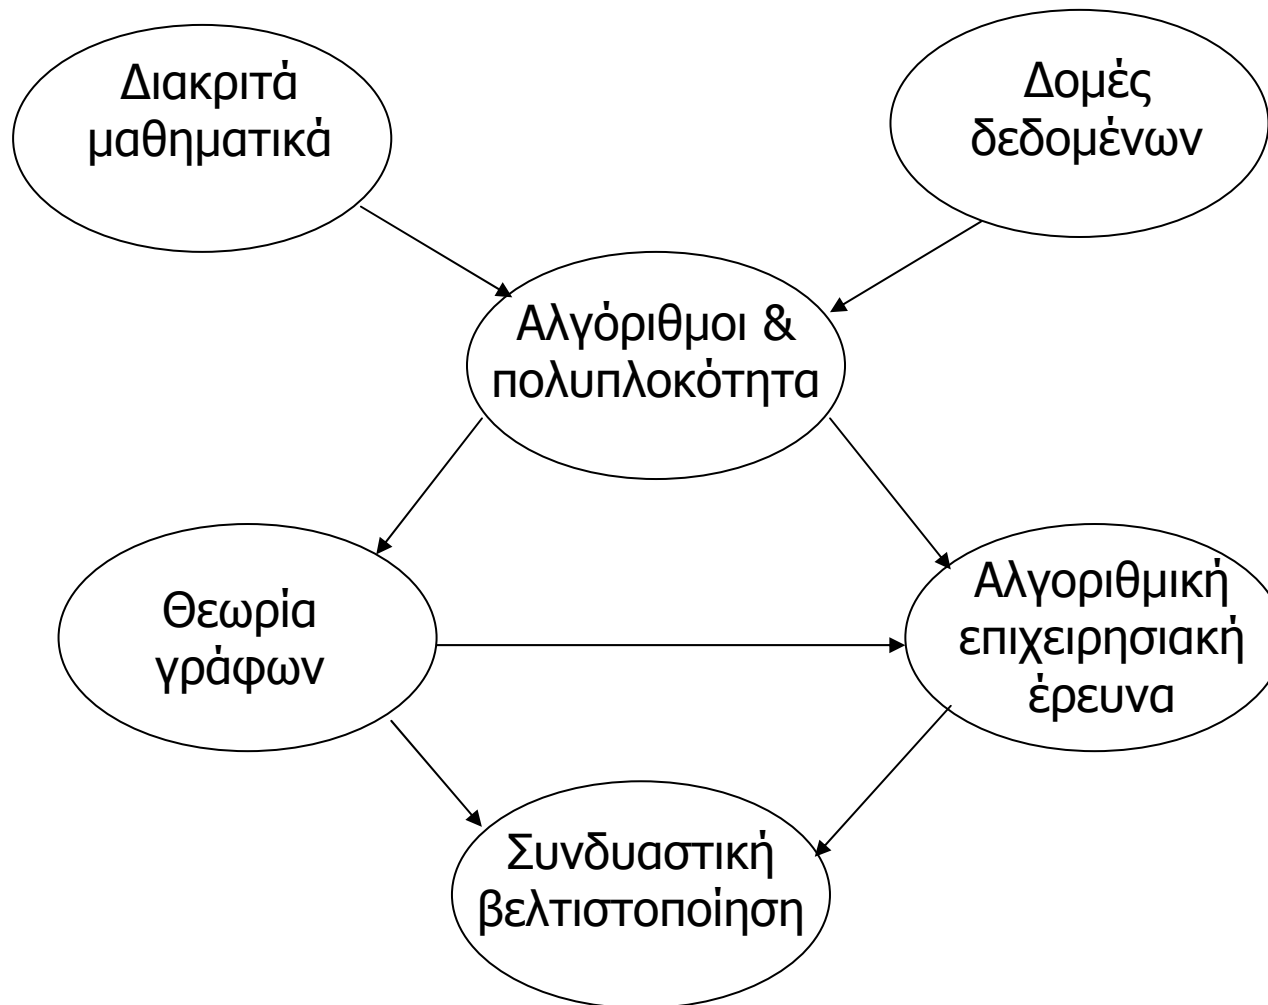 Διακριτά
μαθηματικά
Δομές
δεδομένων
Αλγόριθμοι &
πολυπλοκότητα
Θεωρία
γράφων
Αλγοριθμική
επιχειρησιακή
έρευνα
Συνδυαστική
βελτιστοποίηση